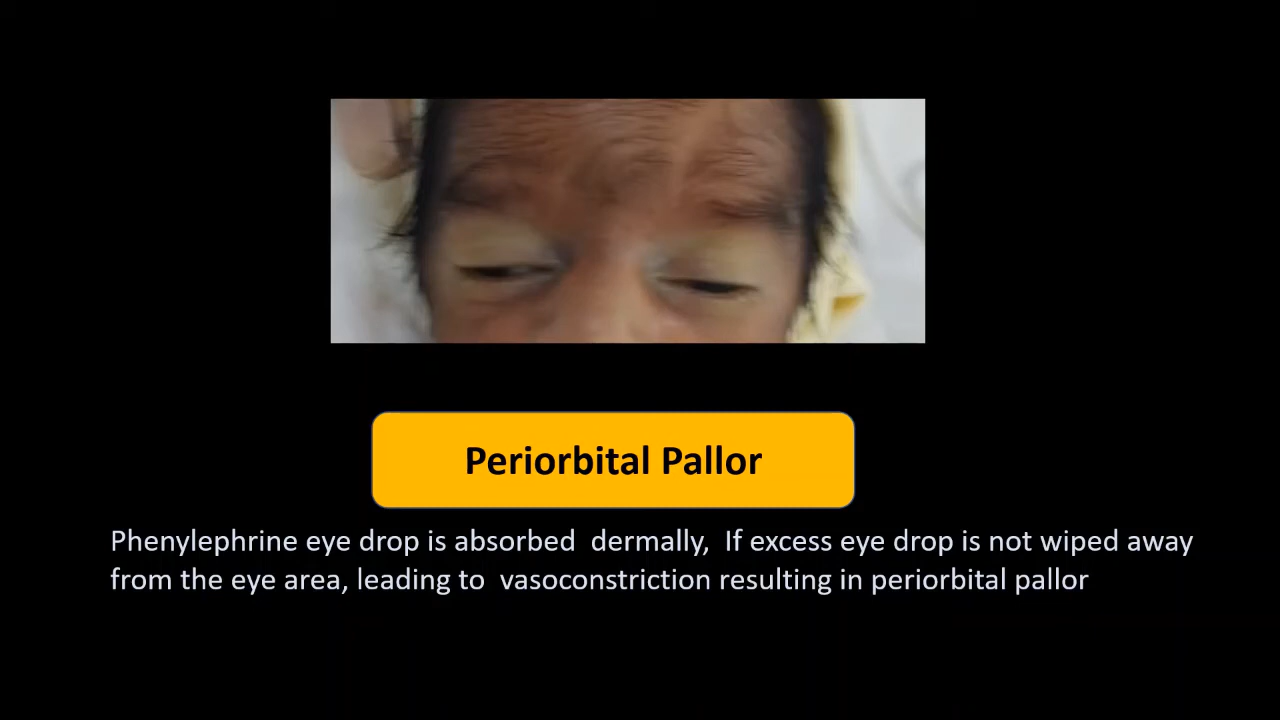 Periorbital Pallor
Phenylephrine eye drop is absorbed  dermally,  If excess eye drop is not wiped away
from the eye area, leading to  vasoconstriction resulting in periorbital pallor